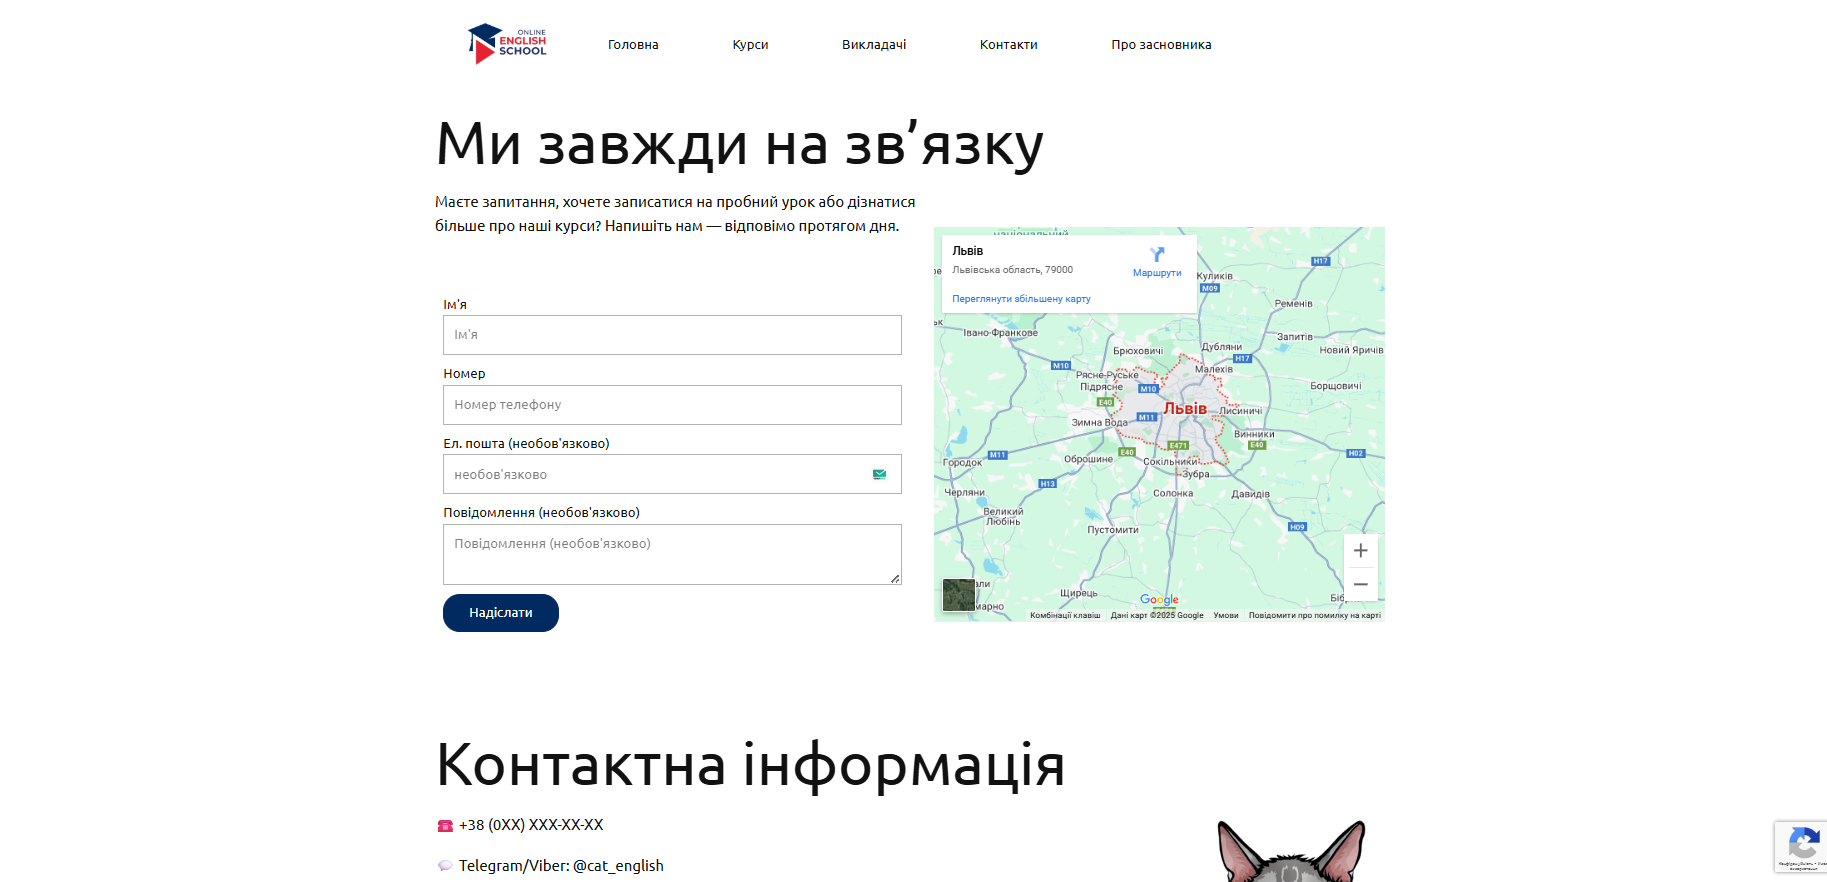 ONLINE
ENGLISH
SCHOOL
Головна
Курси
Викладачі
Контакти
Про засновника
Ми завжди на зв’язку
Маєте запитання, хочете записатися на пробний урок або дізнатися
більше про наші курси? Напишіть нам — відповімо протягом дня.
Ім'я
Ім'я
Номер
Номер телефону
Ел. пошта (необов'язково)
необов'язково
Повідомлення (необов'язково)
Повідомлення (необов'язково)
Надіслати
національний
Львів
Львівська область, 79000
Маршрути
Переглянути збільшену карту
Куликів
H17
M09
Ременів
Івано-Франкове
Запитів
Дубляни
Брюховичі
Новий Яричів
H17
M10
Малехів
Рясне-Руське
Підрясне
M10
Борщовичі
E40
Львів
Лисиничі
M11
Зимна Вода
Винники
E471
E40
E40
M11
H02
Оброшине
Сокільники
Городок
Зубра
H13
Черляни
Солонка
Давидів
Великий
Любінь
Пустомити
H09
Щирець
Google
Комбінації клавіш
Дані карт ©2025 Google
Умови
Повідомити про помилку на карті
Контактна інформація
+38 (0XX) XXX-XX-XX
Telegram/Viber: @cat_english